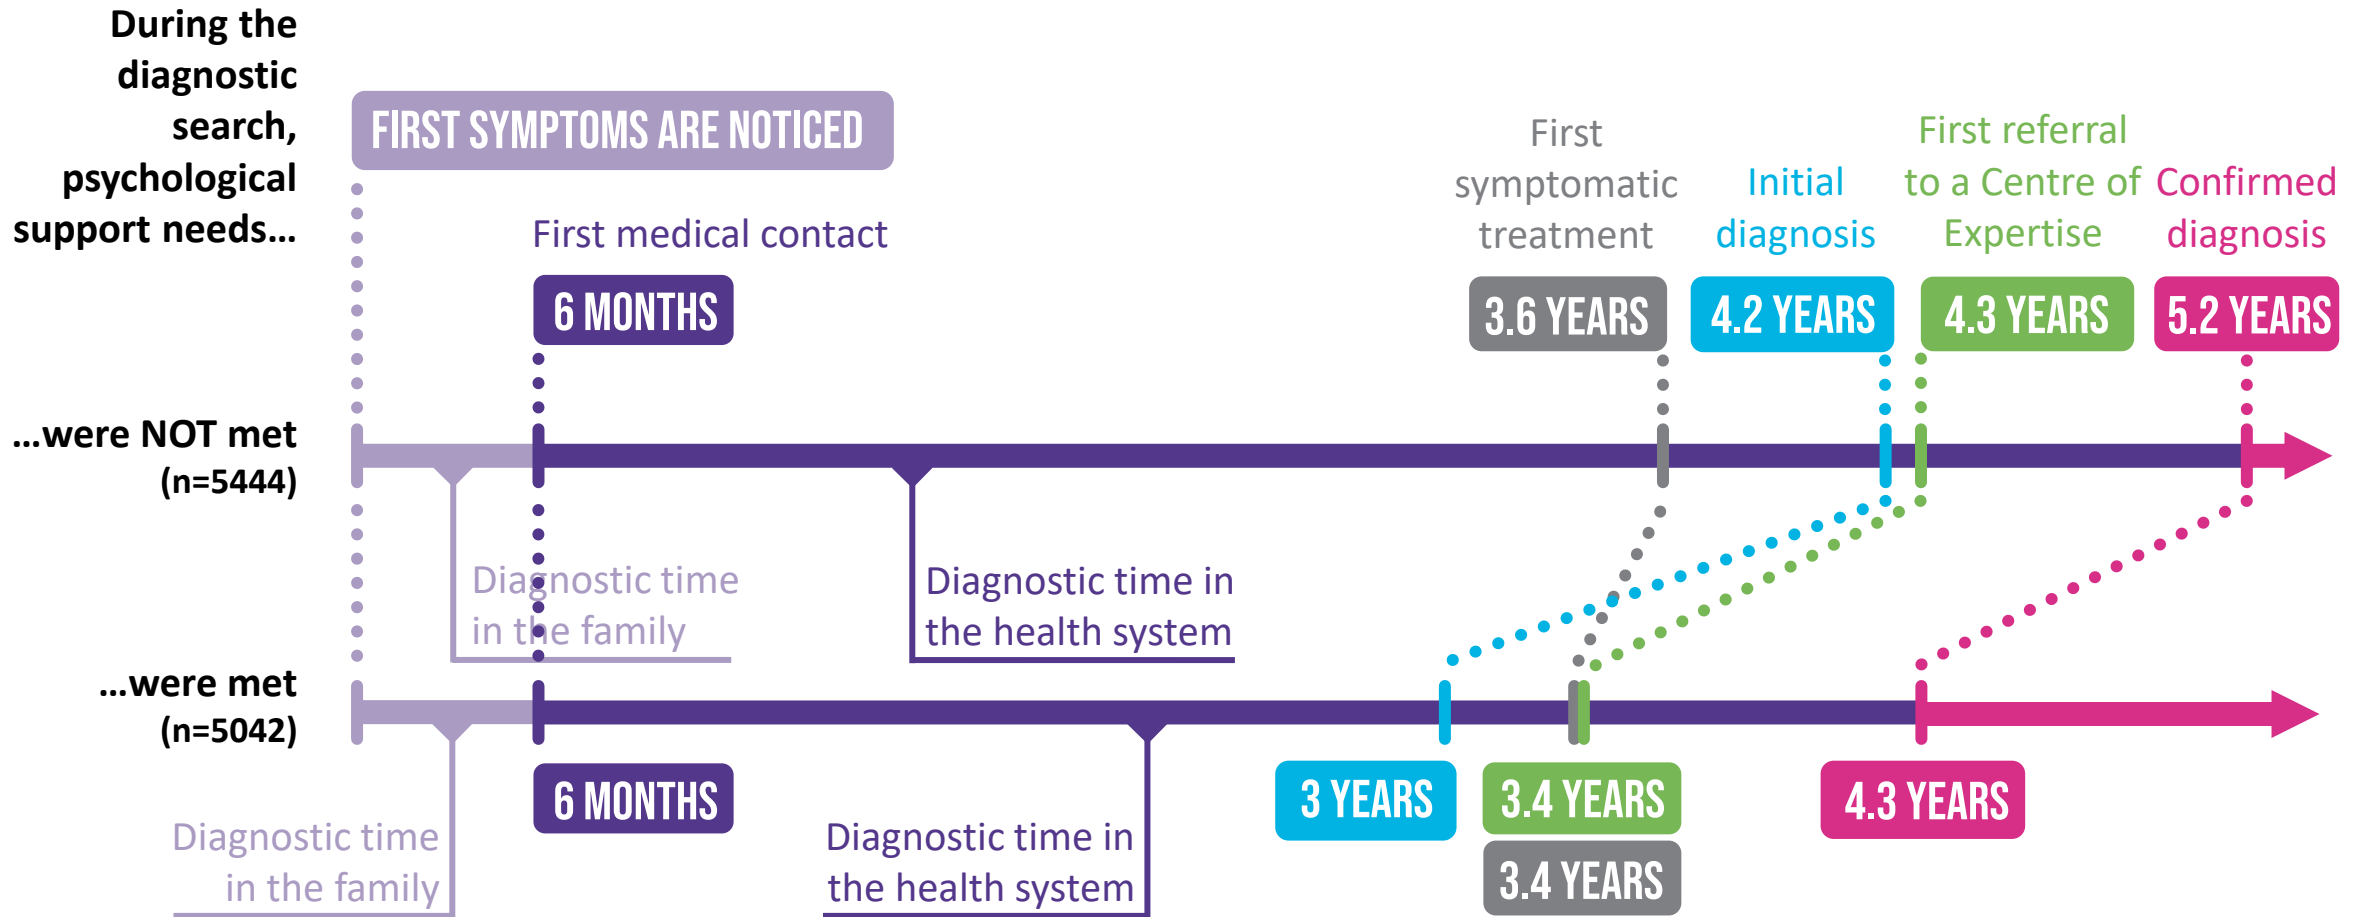 During the
diagnostic
search,
psychological
support needs...
FIRST SYMPTOMS ARE NOTICED
First medical contact
6 MONTHS
First
symptomatic
treatment
3.6 YEARS
Initial
diagnosis
4.2 YEARS
First referral
to a Centre of
Expertise
4.3 YEARS
Confirmed
diagnosis
5.2 YEARS
...were NOT met
(n=5444)
Diagnostic time
in the family
Diagnostic time in
the health system
...were met
(n=5042)
6 MONTHS
3 YEARS
3.4 YEARS
3.4 YEARS
4.3 YEARS
Diagnostic time
in the family
Diagnostic time in
the health system